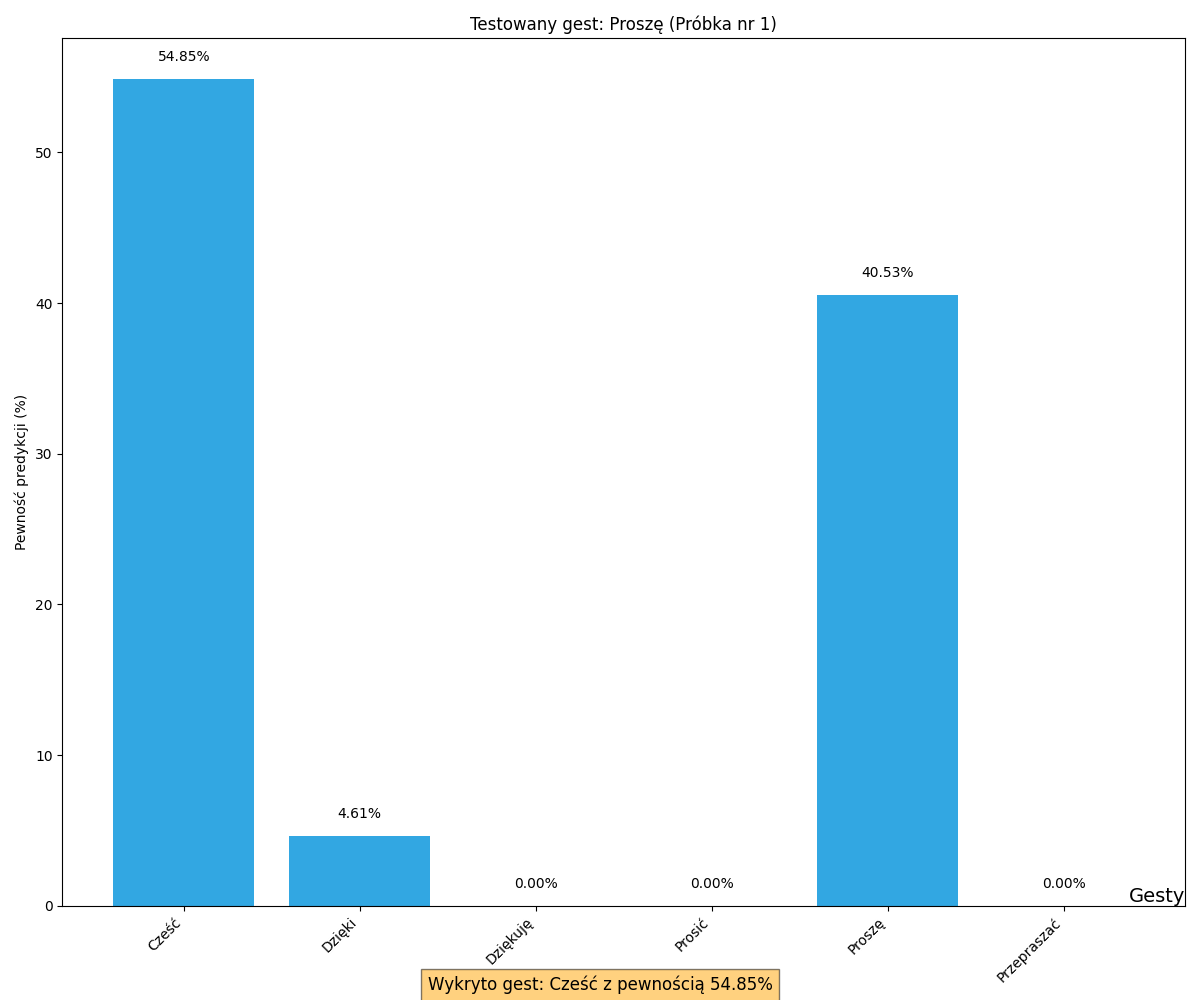 Testowany gest: Proszę (Próbka nr 1)
54.85%
50
40.53%
40
Pewność predykcji (%)
30
20
10
4.61%
0.00%
0.00%
0.00%
Gesty
0
Cześć
Dzięki
Dziękuję
Prosić
Proszę
Przepraszać
Wykryto gest: Cześć z pewnością 54.85%